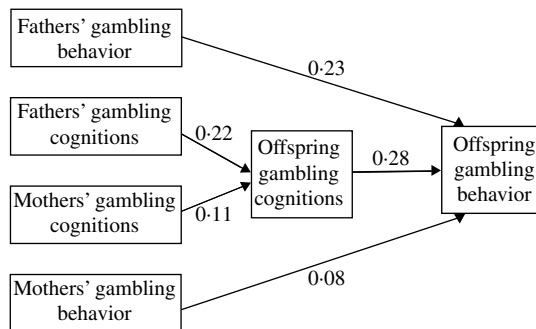 Fathers' gambling
behavior
0·23
Fathers' gambling
cognitions
0·22
Offspring
gambling
cognitions
0·28
Offspring
gambling
behavior
Mothers' gambling
cognitions
0·11
Mothers' gambling
behavior
0·08